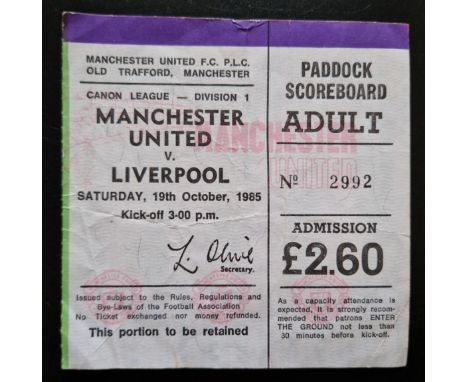 MANCHESTER UNITED F.C. P.L.C.
OLD TRAFFORD, MANCHESTER
CANON LEAGUE — DIVISION 1
MANCHESTER
UNITED
V.
LIVERPOOL
SATURDAY, 19th October, 1985
Kick-off 3-00 p.m.
L. Olive
Secretary.
Issued subject to the Rules, Regulations and
Bye-Laws of the Football Association
No Ticket exchanged nor money refunded.
This portion to be retained
PADDOCK
SCOREBOARD
ADULT
MANCHESTER
UNITED
Nº 2992
ADMISSION
£2.60
As a capacity attendance is
expected, it is strongly recom-
mended that patrons ENTER
THE GROUND not less than
30 minutes before kick-off.